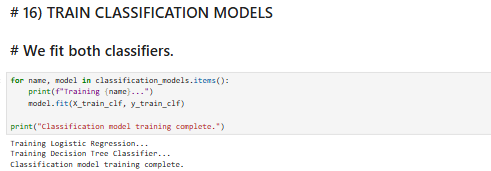 # 16) TRAIN CLASSIFICATION MODELS
# We fit both classifiers.
for name, model in classification_models.items():
    print(f"Training {name}...")
    model.fit(X_train_clf, y_train_clf)
print("Classification model training complete.")
Training Logistic Regression...
Training Decision Tree Classifier...
Classification model training complete.